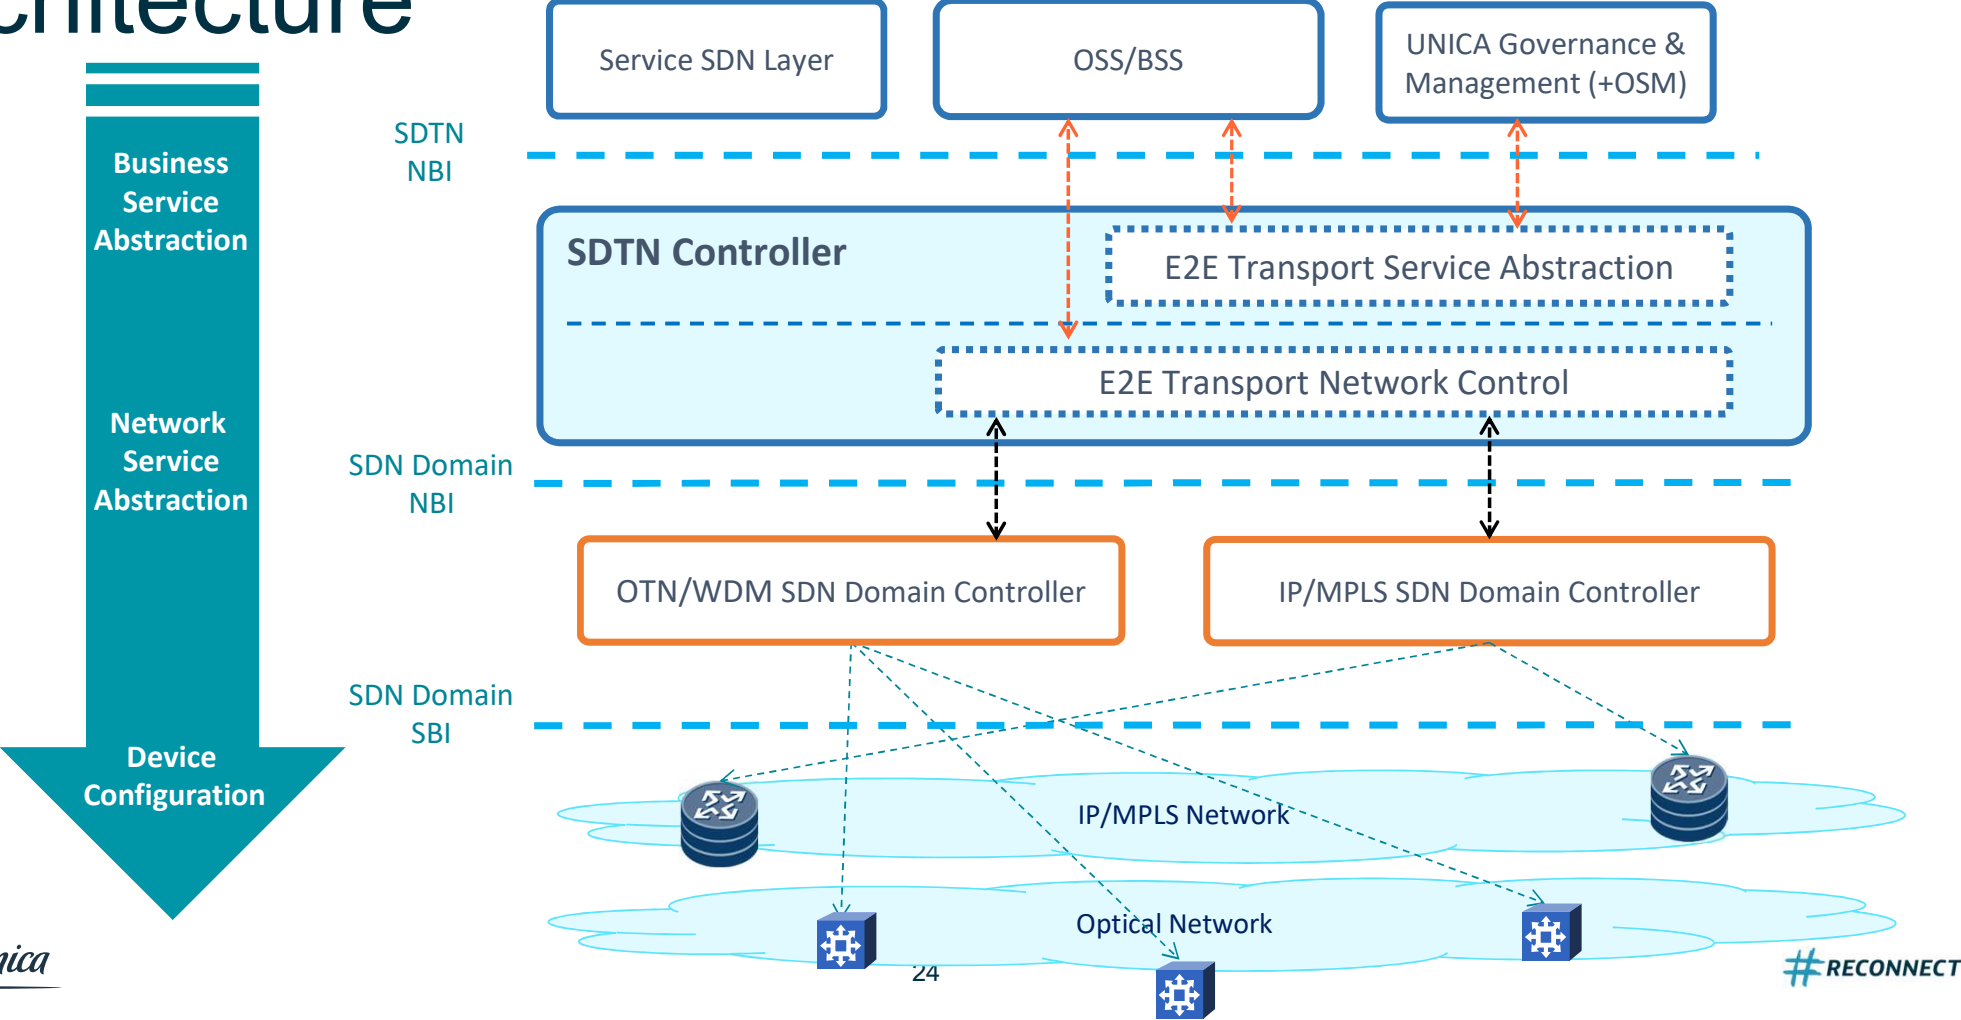 chitecture
Service SDN Layer
OSS/BSS
UNICA Governance &
Management (+OSM)
SDTN
NBI
Business
Service
Abstraction
SDTN Controller
E2E Transport Service Abstraction
E2E Transport Network Control
Network
Service
Abstraction
SDN Domain
NBI
OTN/WDM SDN Domain Controller
IP/MPLS SDN Domain Controller
SDN Domain
SBI
Device
Configuration
IP/MPLS Network
Optical Network
nica
24
#RECONNECT